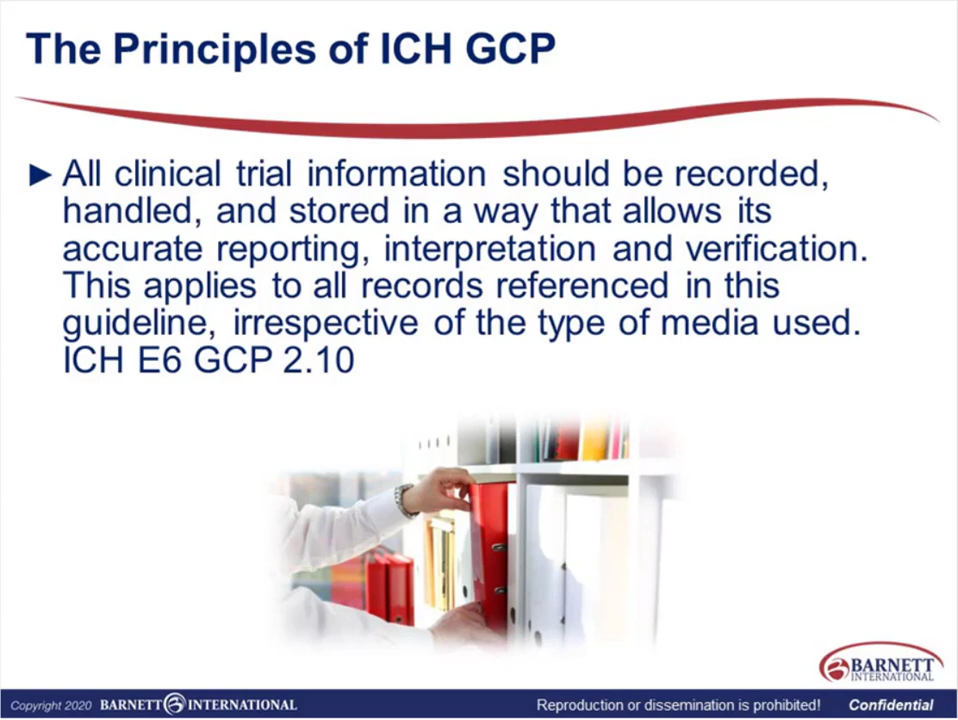 The Principles of ICH GCP
► All clinical trial information should be recorded,
handled, and stored in a way that allows its
accurate reporting, interpretation and verification.
This applies to all records referenced in this
guideline, irrespective of the type of media used.
ICH E6 GCP 2.10
BARNETT
INTERNATIONAL
Copyright 2020 BARNETT INTERNATIONAL Reproduction or dissemination is prohibited! Confidential